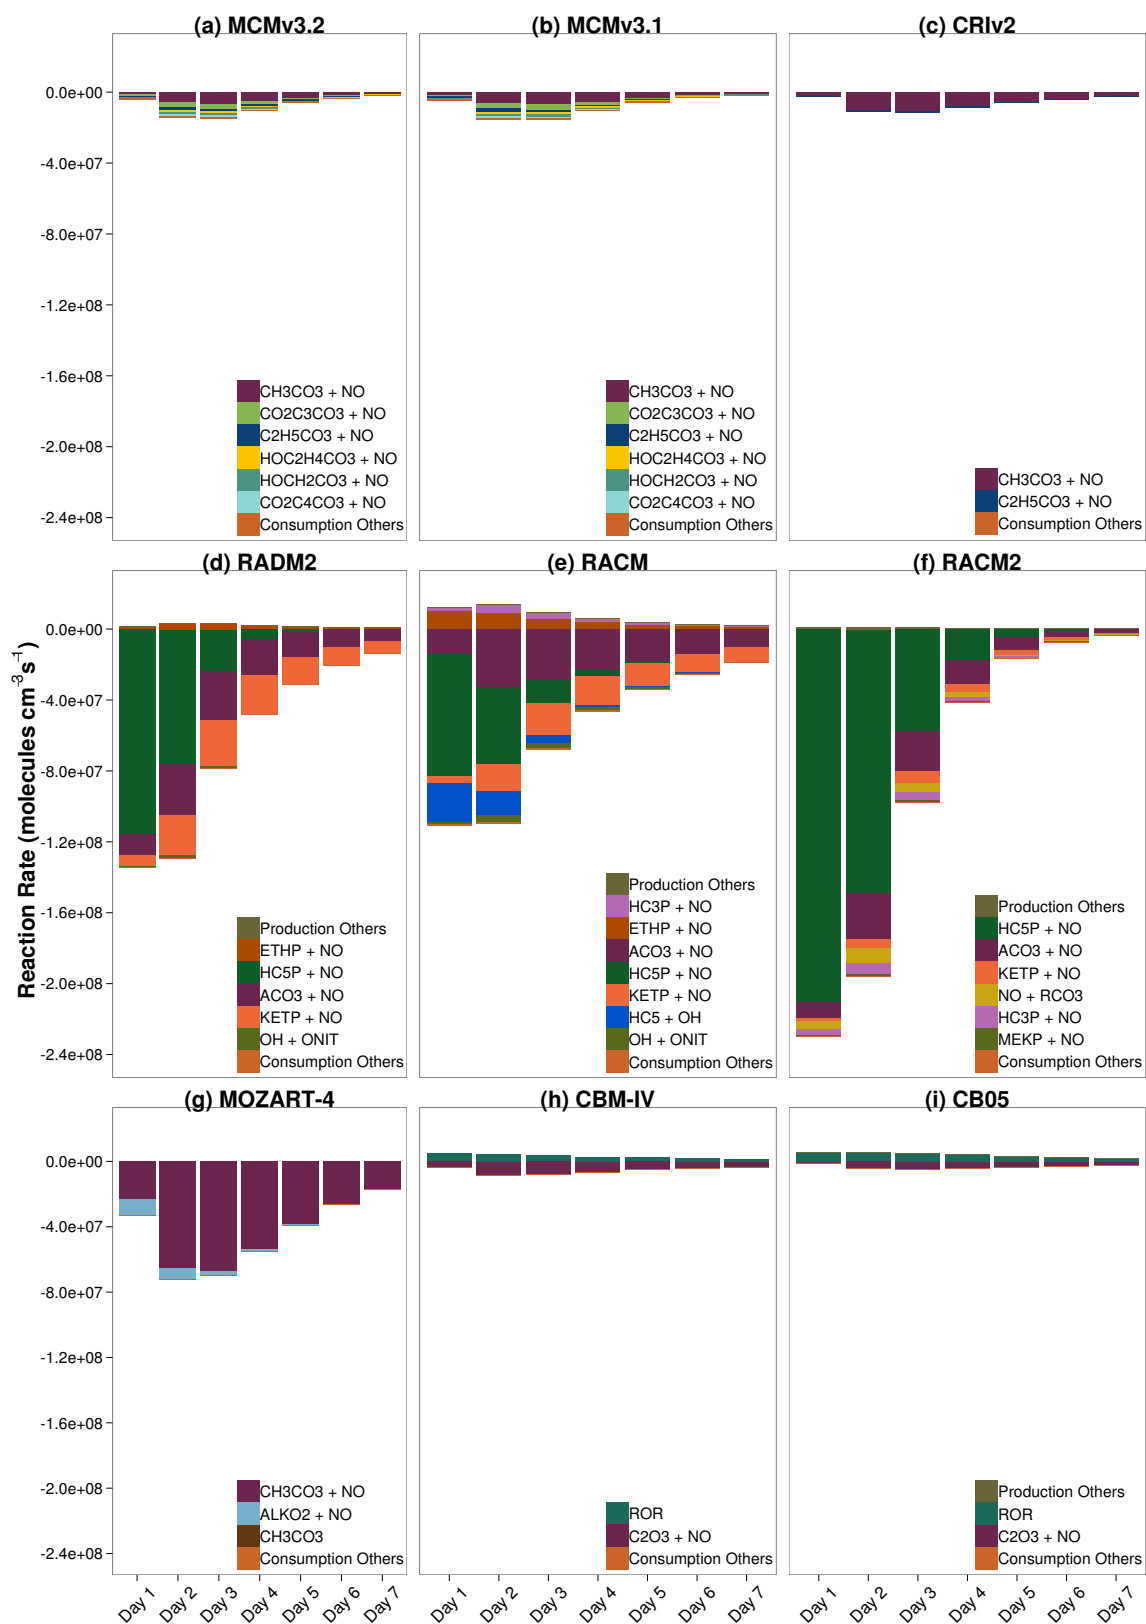 (a) MCMv3.2
(b) MCMv3.1
(c) CRIv2
0.0e+00
-4.0e+07
-8.0e+07
-1.2e+08
-1.6e+08
-2.0e+08
-2.4e+08
CH3CO3 + NO
CO2C3CO3 + NO
C2H5CO3 + NO
HOC2H4CO3 + NO
HOCH2CO3 + NO
CO2C4CO3 + NO
Consumption Others
CH3CO3 + NO
CO2C3CO3 + NO
C2H5CO3 + NO
HOC2H4CO3 + NO
HOCH2CO3 + NO
CO2C4CO3 + NO
Consumption Others
CH3CO3 + NO
C2H5CO3 + NO
Consumption Others
Reaction Rate (molecules cm⁻³s⁻¹)
(d) RADM2
(e) RACM
(f) RACM2
0.0e+00
-4.0e+07
-8.0e+07
-1.2e+08
-1.6e+08
-2.0e+08
-2.4e+08
Production Others
ETHP + NO
HC5P + NO
ACO3 + NO
KETP + NO
OH + ONIT
Consumption Others
Production Others
HC3P + NO
ETHP + NO
ACO3 + NO
HC5P + NO
KETP + NO
HC5 + OH
OH + ONIT
Consumption Others
Production Others
HC5P + NO
ACO3 + NO
KETP + NO
NO + RCO3
HC3P + NO
MEKP + NO
Consumption Others
(g) MOZART-4
(h) CBM-IV
(i) CB05
0.0e+00
-4.0e+07
-8.0e+07
-1.2e+08
-1.6e+08
-2.0e+08
-2.4e+08
CH3CO3 + NO
ALKO2 + NO
CH3CO3
Consumption Others
ROR
C2O3 + NO
Consumption Others
Production Others
ROR
C2O3 + NO
Consumption Others
Day 1
Day 2
Day 3
Day 4
Day 5
Day 6
Day 7
Day 1
Day 2
Day 3
Day 4
Day 5
Day 6
Day 7
Day 1
Day 2
Day 3
Day 4
Day 5
Day 6
Day 7